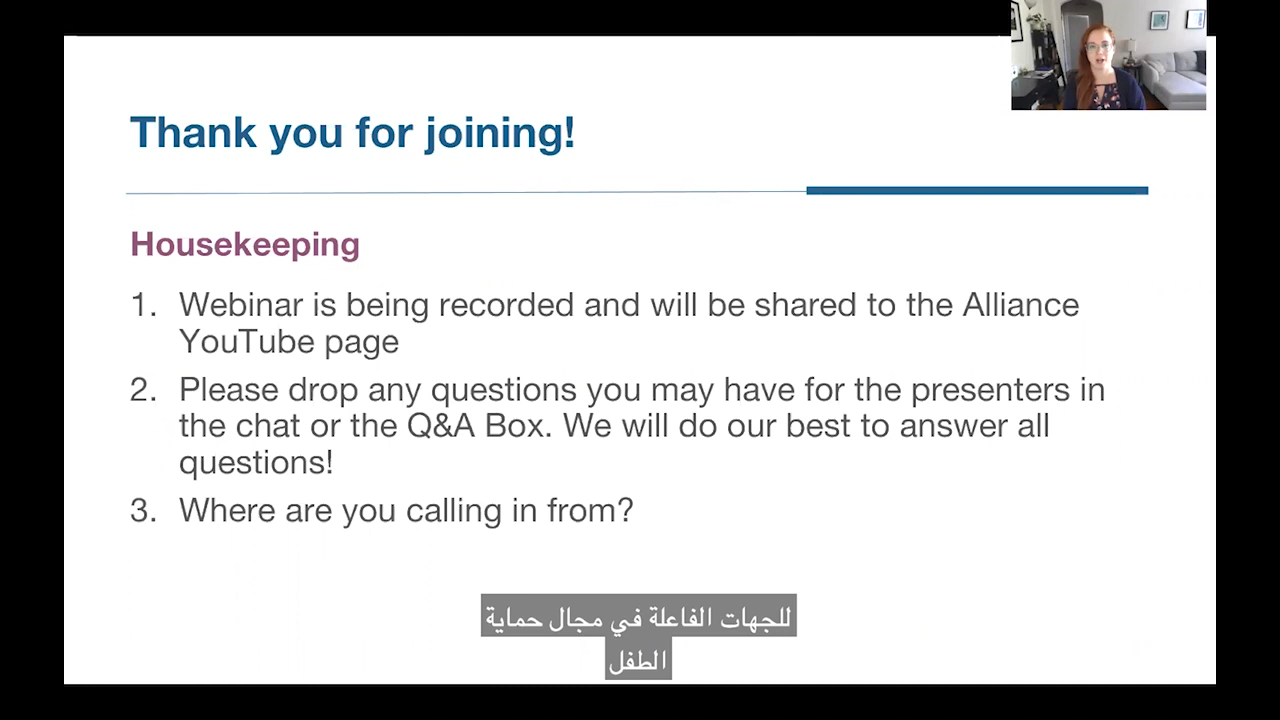 Thank you for joining!
Housekeeping
1. Webinar is being recorded and will be shared to the Alliance
YouTube page
2. Please drop any questions you may have for the presenters in
the chat or the Q&A Box. We will do our best to answer all
questions!
3. Where are you calling in from?
للجهات الفاعلة في مجال حماية
الطفل